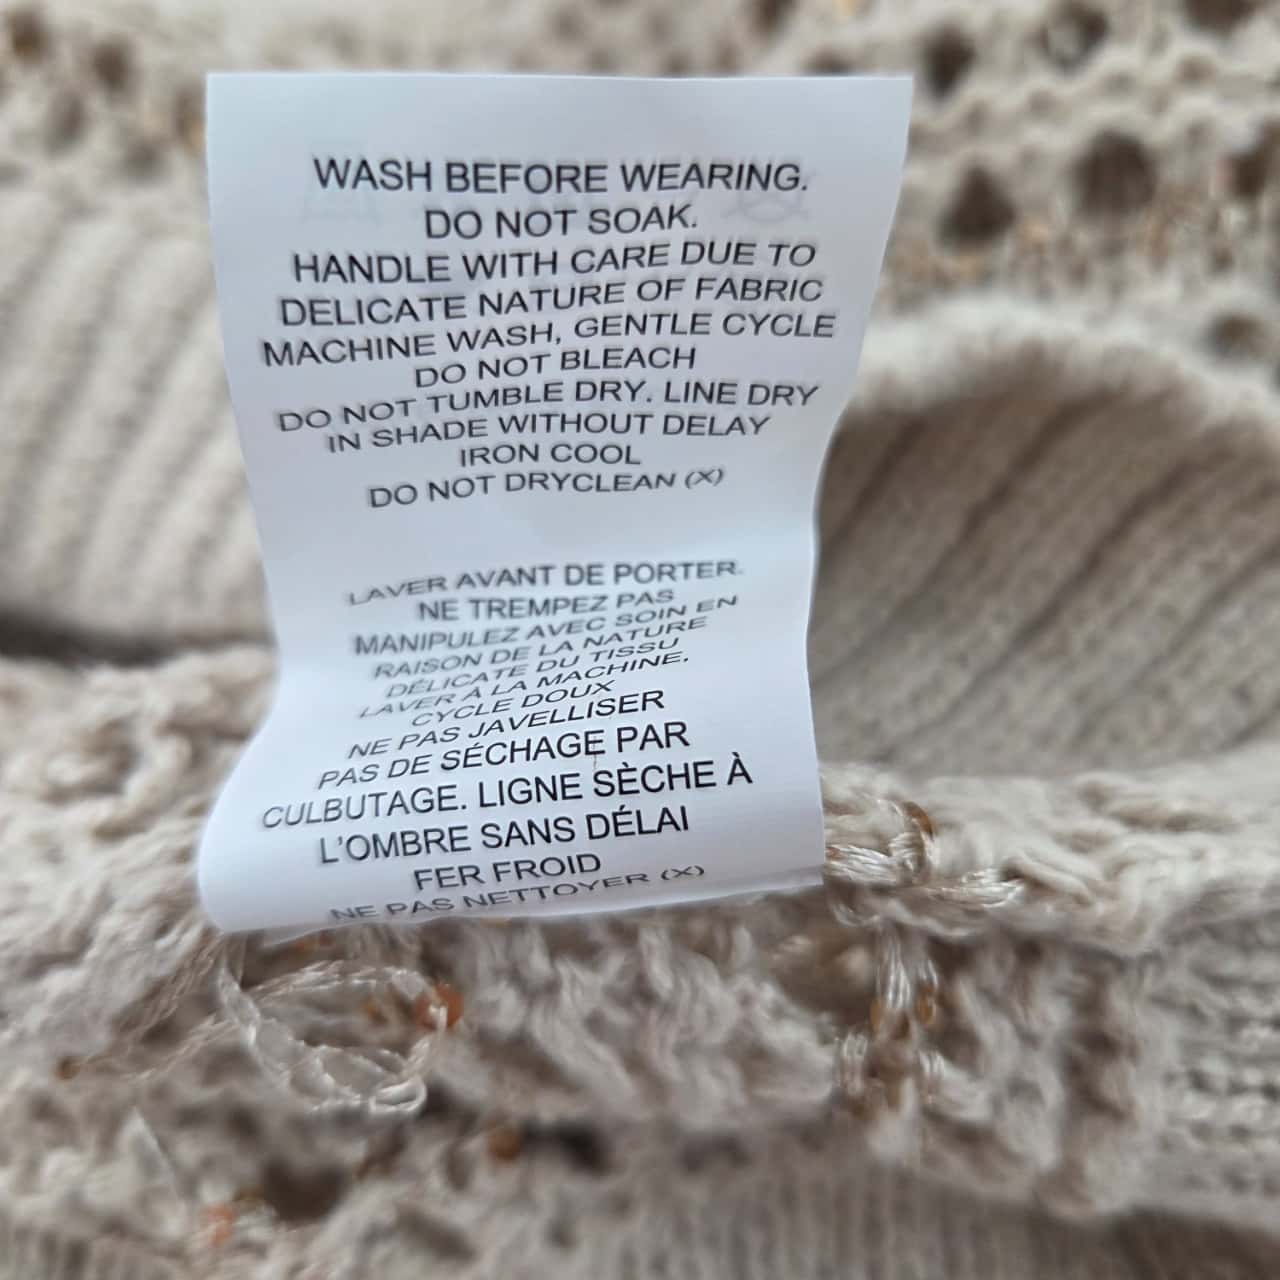 WASH BEFORE WEARING.
DO NOT SOAK.
HANDLE WITH CARE DUE TO
DELICATE NATURE OF FABRIC
MACHINE WASH, GENTLE CYCLE
DO NOT BLEACH
DO NOT TUMBLE DRY. LINE DRY
IN SHADE WITHOUT DELAY
IRON COOL
DO NOT DRYCLEAN (X)
LAVER AVANT DE PORTER.
NE TREMPEZ PAS
MANIPULEZ AVEC SOIN EN
RAISON DE LA NATURE
DÉLICATE DU TISSU
LAVER A LA MACHINE,
CYCLE DOUX
NE PAS JAVELLISER
PAS DE SÉCHAGE PAR
CULBUTAGE. LIGNE SÈCHE À
L'OMBRE SANS DÉLAI
FER FROID
NE PAS NETTOYER (X)